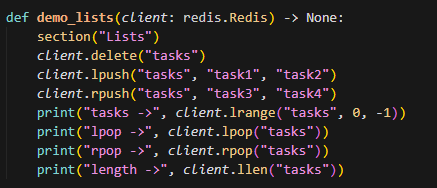 def demo_lists(client: redis.Redis) -> None:
    section("Lists")
    client.delete("tasks")
    client.lpush("tasks", "task1", "task2")
    client.rpush("tasks", "task3", "task4")
    print("tasks ->", client.lrange("tasks", 0, -1))
    print("lpop ->", client.lpop("tasks"))
    print("rpop ->", client.rpop("tasks"))
    print("length ->", client.llen("tasks"))